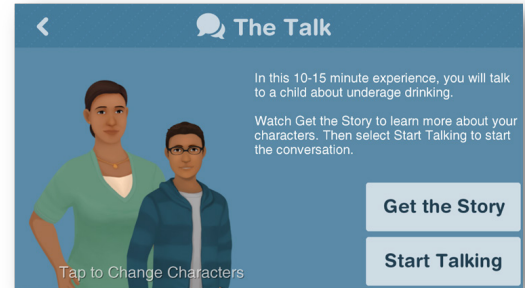 The Talk
In this 10-15 minute experience, you will talk
to a child about underage drinking.
Watch Get the Story to learn more about your
characters. Then select Start Talking to start
the conversation.
Get the Story
Start Talking
Tap to Change Characters